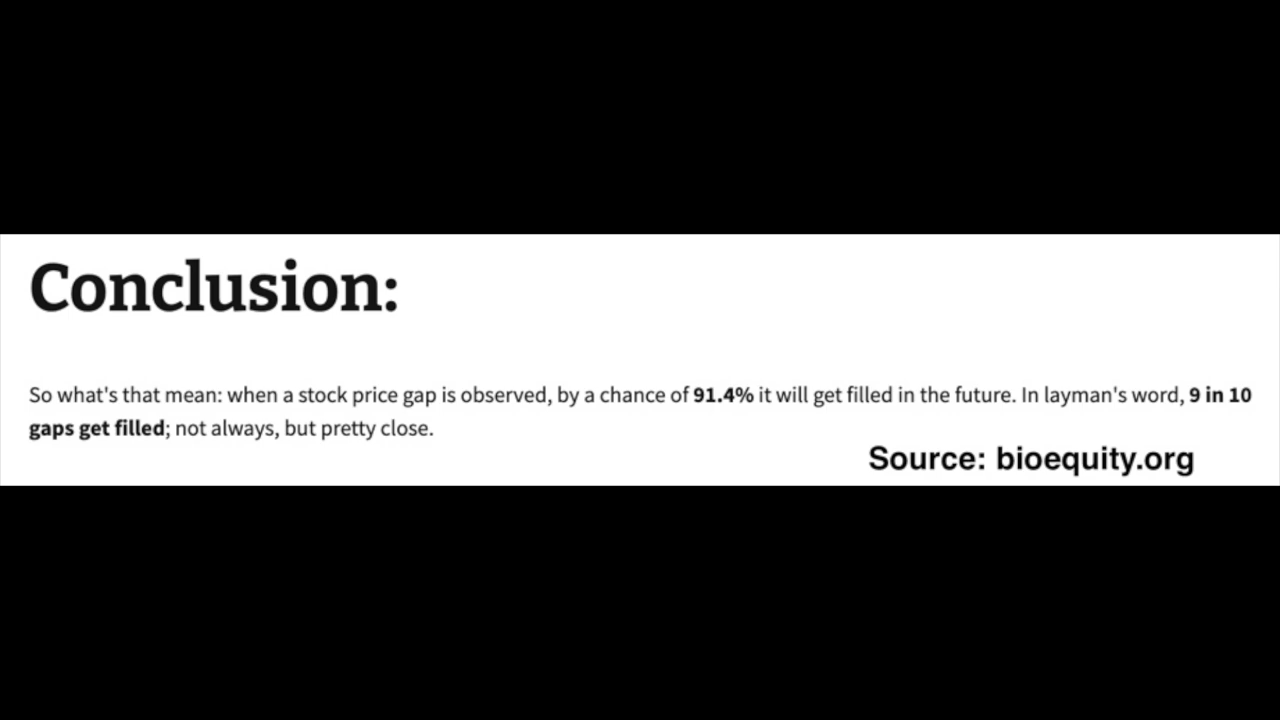 Conclusion:
So what's that mean: when a stock price gap is observed, by a chance of 91.4% it will get filled in the future. In layman's word, 9 in 10
gaps get filled; not always, but pretty close.
Source: bioequity.org